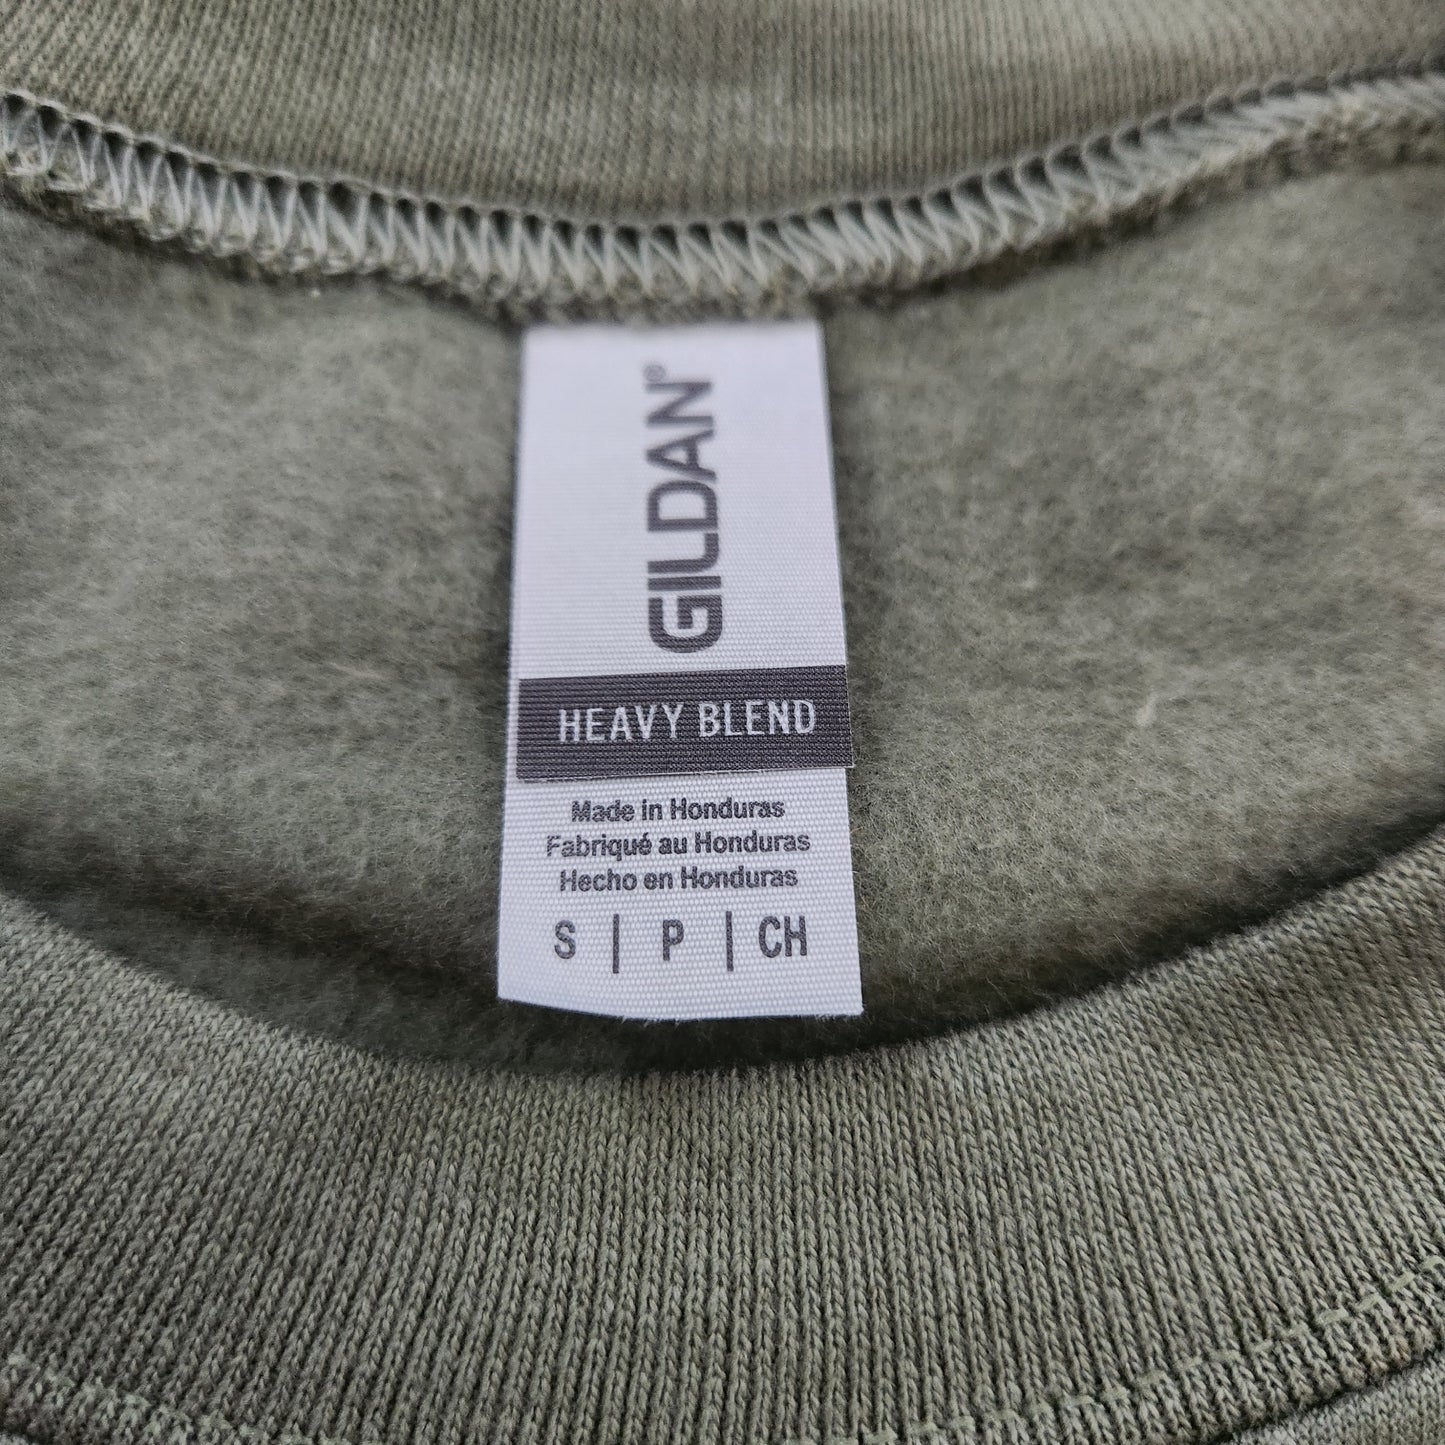 GILDAN®
HEAVY BLEND
Made in Honduras
Fabriqué au Honduras
Hecho en Honduras
S | P | CH